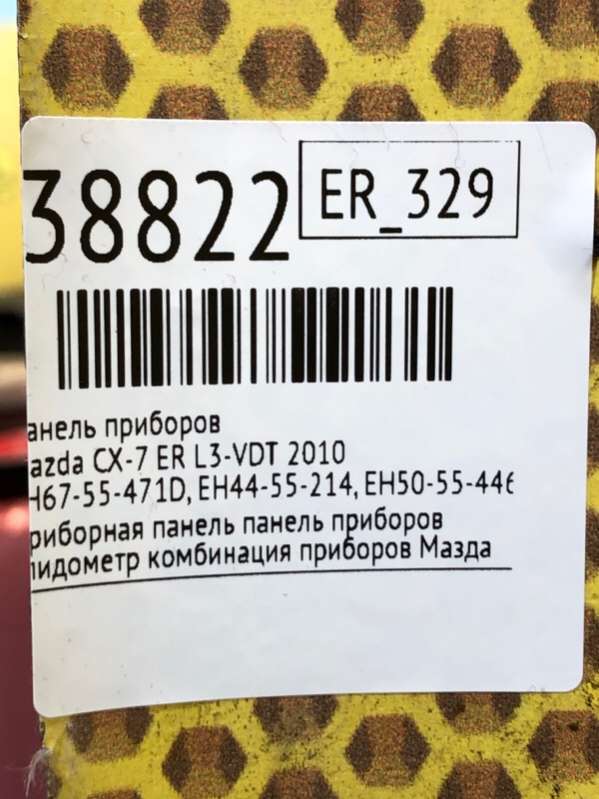 38822
ER_329
анель приборов
azda CX-7 ER L3-VDT 2010
H67-55-471D, EH44-55-214, EH50-55-446
риборная панель панель приборов
пидометр комбинация приборов Мазда